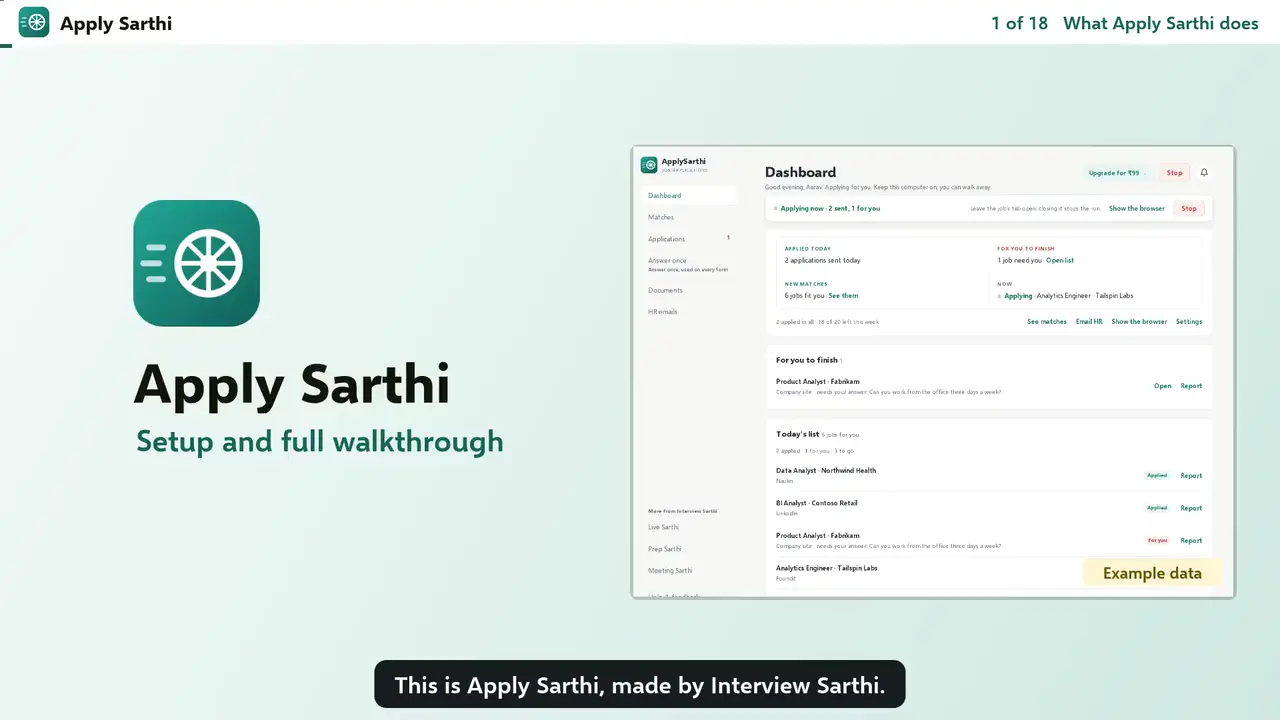 Apply Sarthi
1 of 18 What Apply Sarthi does
Apply Sarthi
Setup and full walkthrough
ApplySarthi
JOB APPLICATIONS
Dashboard
Matches
Applications 1
Answer once
Answer once, used on every form
Documents
HR emails
More from Interview Sarthi
Live Sarthi
Prep Sarthi
Meeting Sarthi
Dashboard
Good evening, Aarav. Applying for you. Keep this computer on; you can walk away.
Upgrade for ₹99
Stop
Applying now · 2 sent, 1 for you
Leave the job's tab open: closing it stops the run
Show the browser
Stop
APPLIED TODAY
2 applications sent today
FOR YOU TO FINISH
1 job need you · Open list
NEW MATCHES
6 jobs fit you · See them
NOW
Applying · Analytics Engineer · Tailspin Labs
2 applied in all · 18 of 20 left this week
See matches Email HR Show the browser Settings
For you to finish 1
Product Analyst · Fabrikam
Company site · needs your answer: Can you work from the office three days a week?
Open Report
Today's list 6 jobs for you
2 applied · 1 for you · 3 to go
Data Analyst · Northwind Health
Naukri
Applied Report
BI Analyst · Contoso Retail
LinkedIn
Applied Report
Product Analyst · Fabrikam
Company site · needs your answer: Can you work from the office three days a week?
For you Report
Analytics Engineer · Tailspin Labs
Foundit
Example data
This is Apply Sarthi, made by Interview Sarthi.